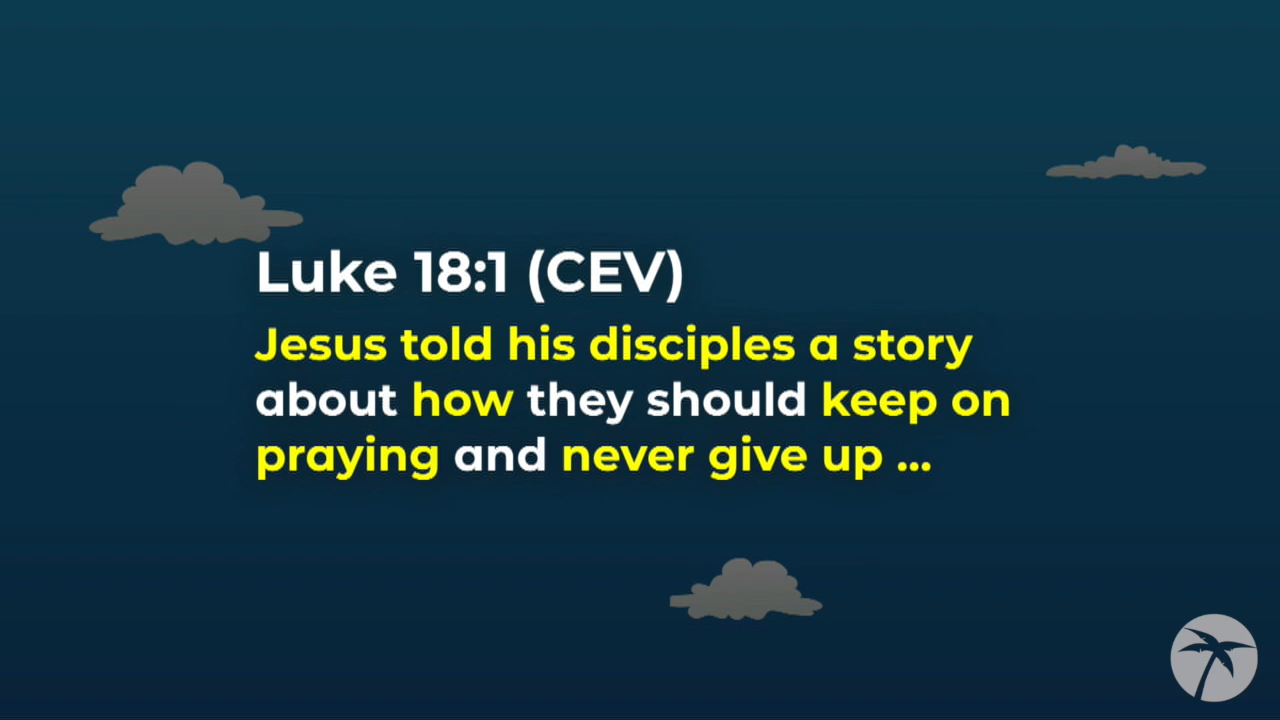 Luke 18:1 (CEV)
Jesus told his disciples a story
about how they should keep on
praying and never give up ...